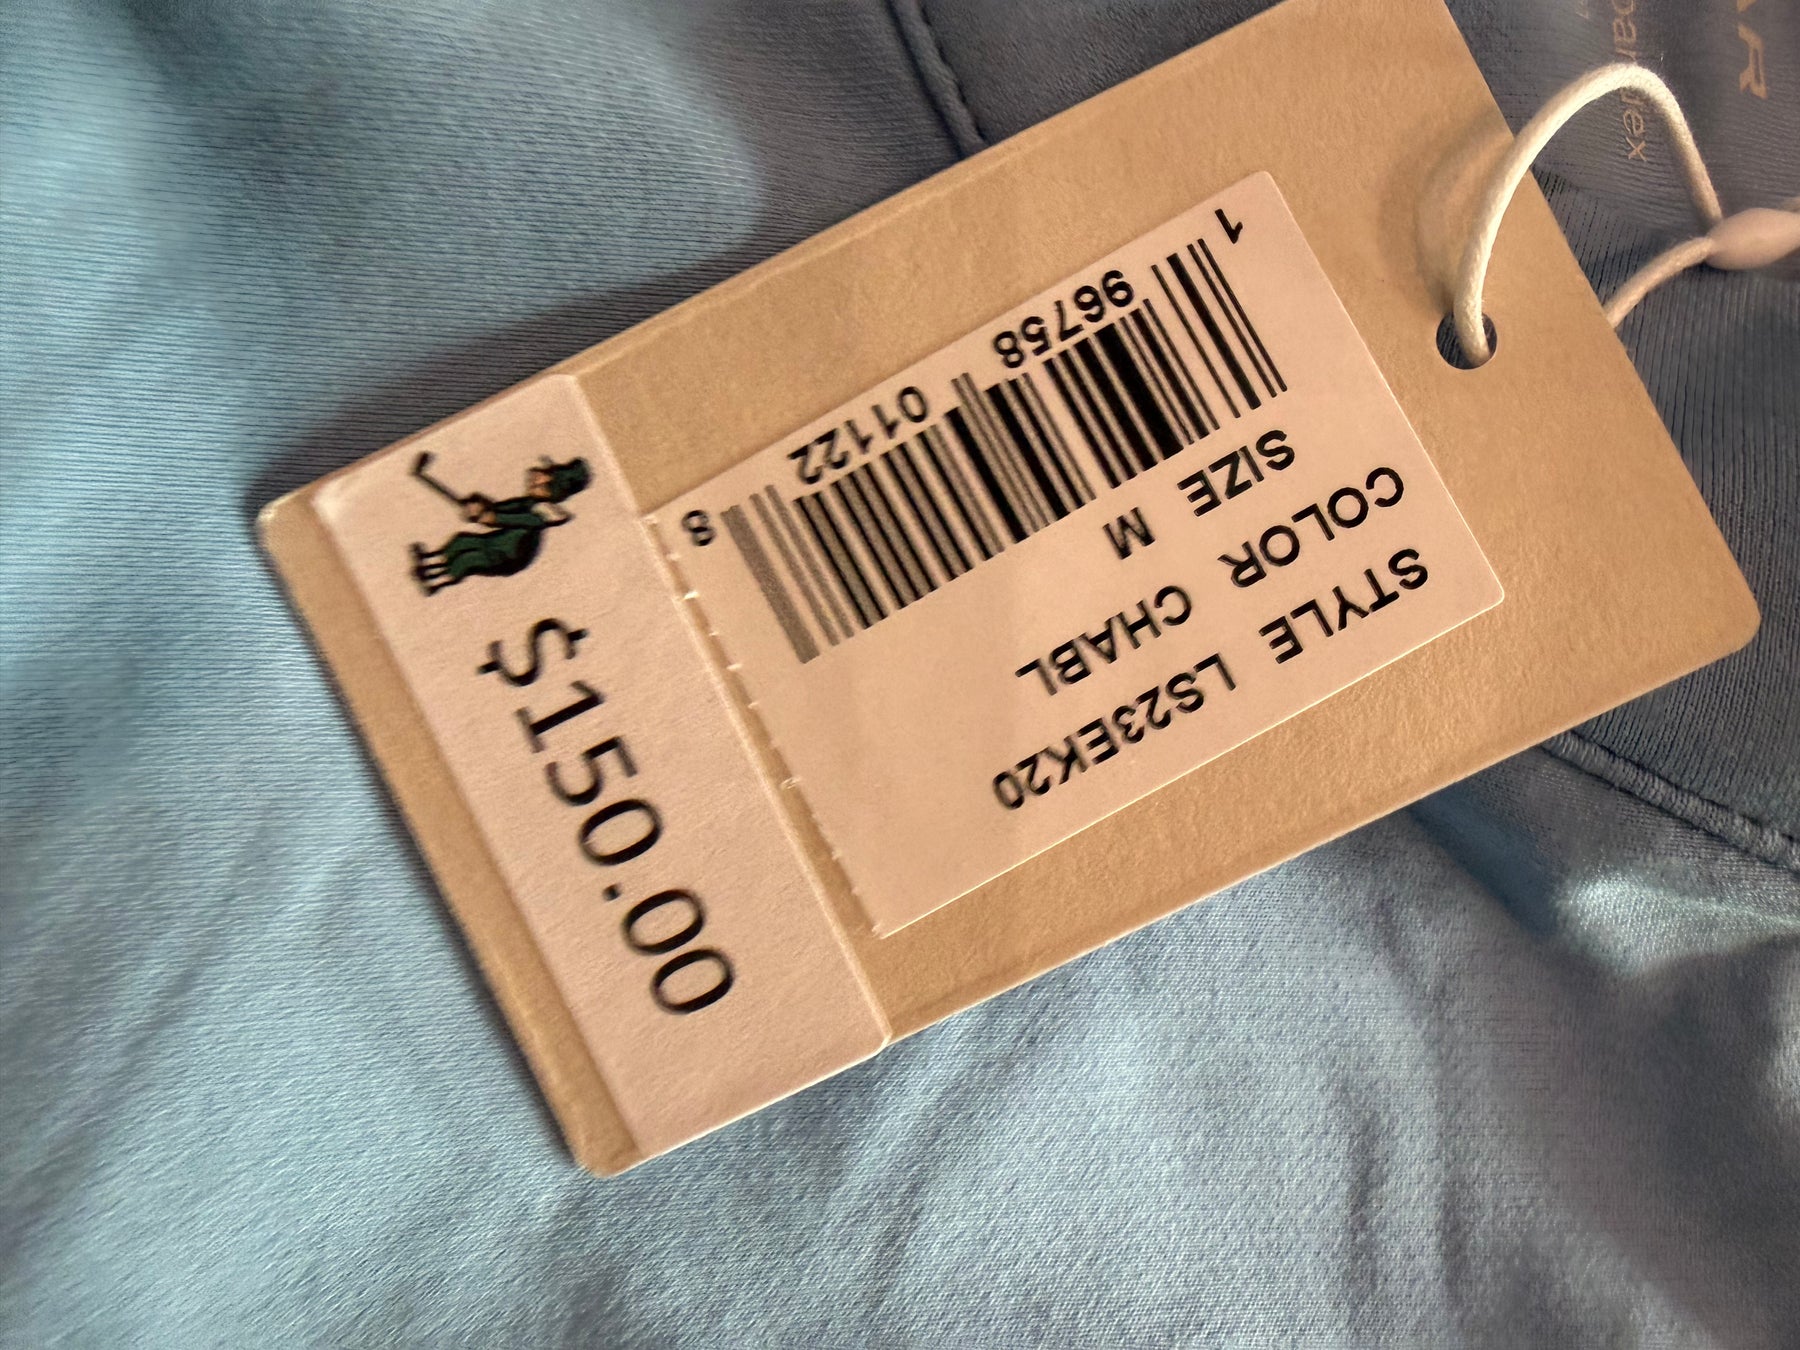 STYLE LS23EK20
COLOR CHABL
SIZE M
1 96758 01122 8
$150.00